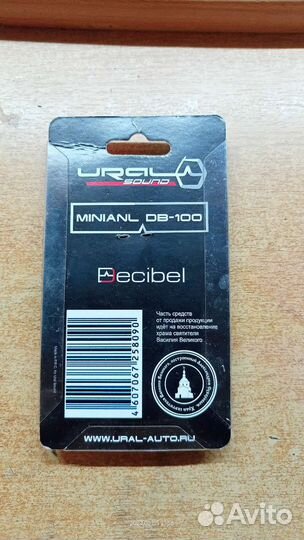 URAL
SOUND
MINIANL DB-100
Decibel
Часть средств
от продажи продукции
идёт на восстановление
храма святителя
Василия Великого
4 607067 258090
WWW.URAL-AUTO.RU
Avito